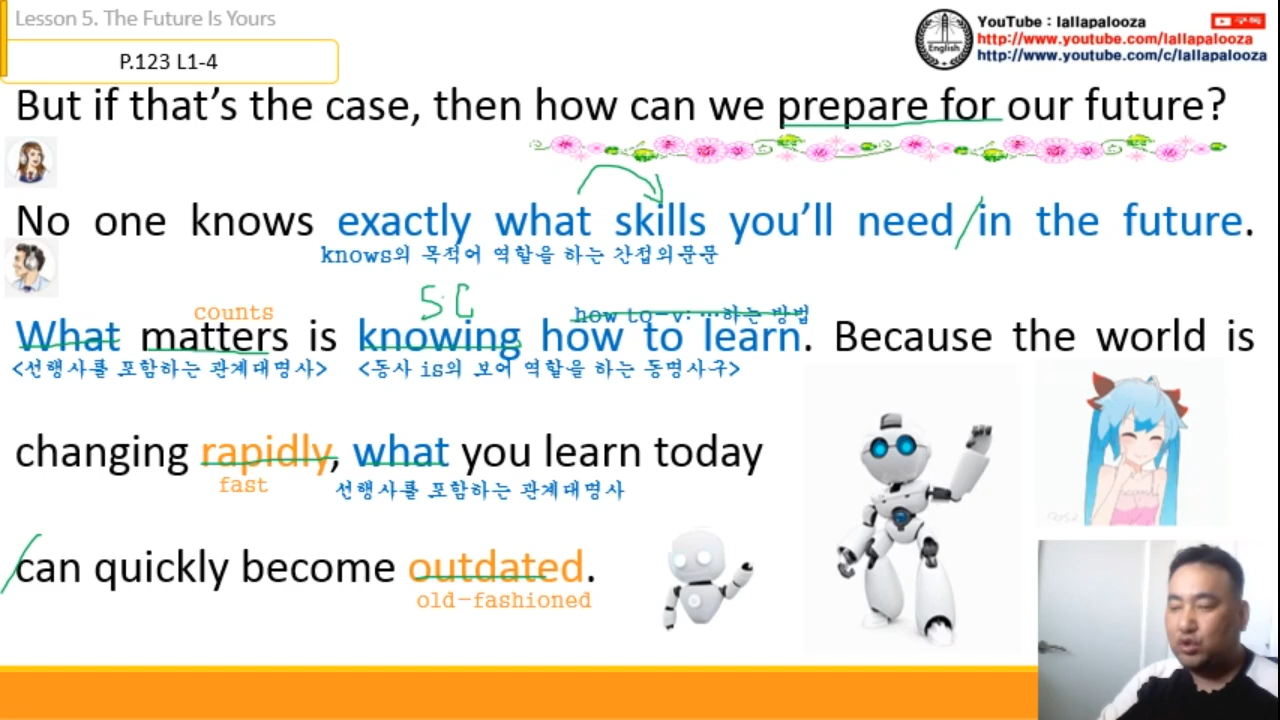 Lesson 5. The Future Is Yours
P.123 L1-4
English
YouTube : lallapalooza
구독
http://www.youtube.com/lallapalooza
http://www.youtube.com/c/lallapalooza
But if that's the case, then how can we prepare for our future?
No one knows exactly what skills you'll need in the future.
knows의 목적어 역할을 하는 간접의문문
SC
counts
how to-v: …하는 방법
What matters is knowing how to learn. Because the world is
<선행사를 포함하는 관계대명사> <동사 is의 보어 역할을 하는 동명사구>
changing rapidly, what you learn today
fast
선행사를 포함하는 관계대명사
can quickly become outdated.
old-fashioned